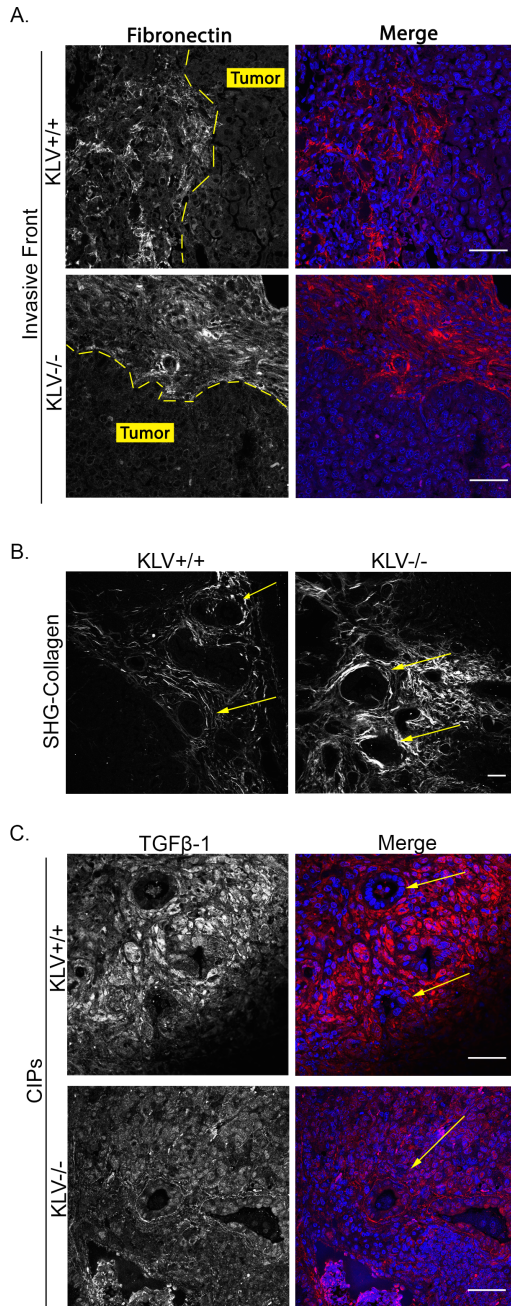 A.
Fibronectin
Merge
Tumor
KLV+/+
Invasive Front
KLV-/-
Tumor
B.
KLV+/+
KLV-/-
SHG-Collagen
C.
TGFβ-1
Merge
KLV+/+
CIPs
KLV-/-